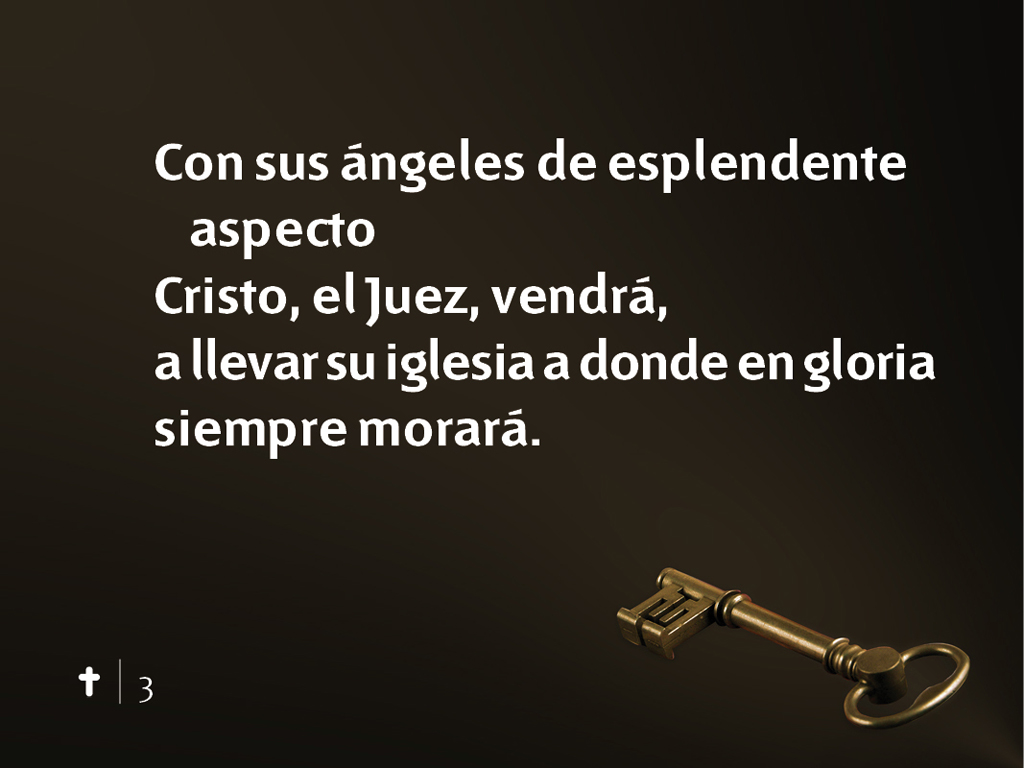 Con sus ángeles de esplendente
aspecto
Cristo, el Juez, vendrá,
a llevar su iglesia a donde en gloria
siempre morará.
3